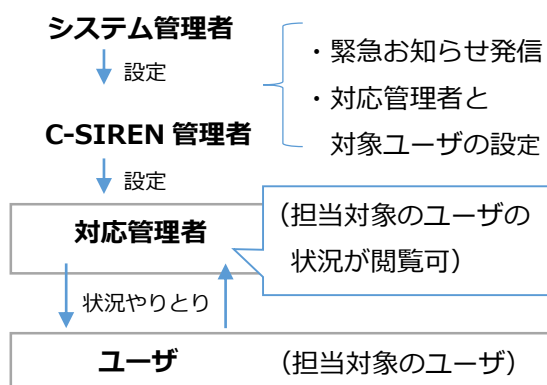 システム管理者
設定
・緊急お知らせ発信
・対応管理者と
対象ユーザの設定
C-SIREN 管理者
設定
対応管理者
（担当対象のユーザの
状況が閲覧可）
状況やりとり
ユーザ （担当対象のユーザ）